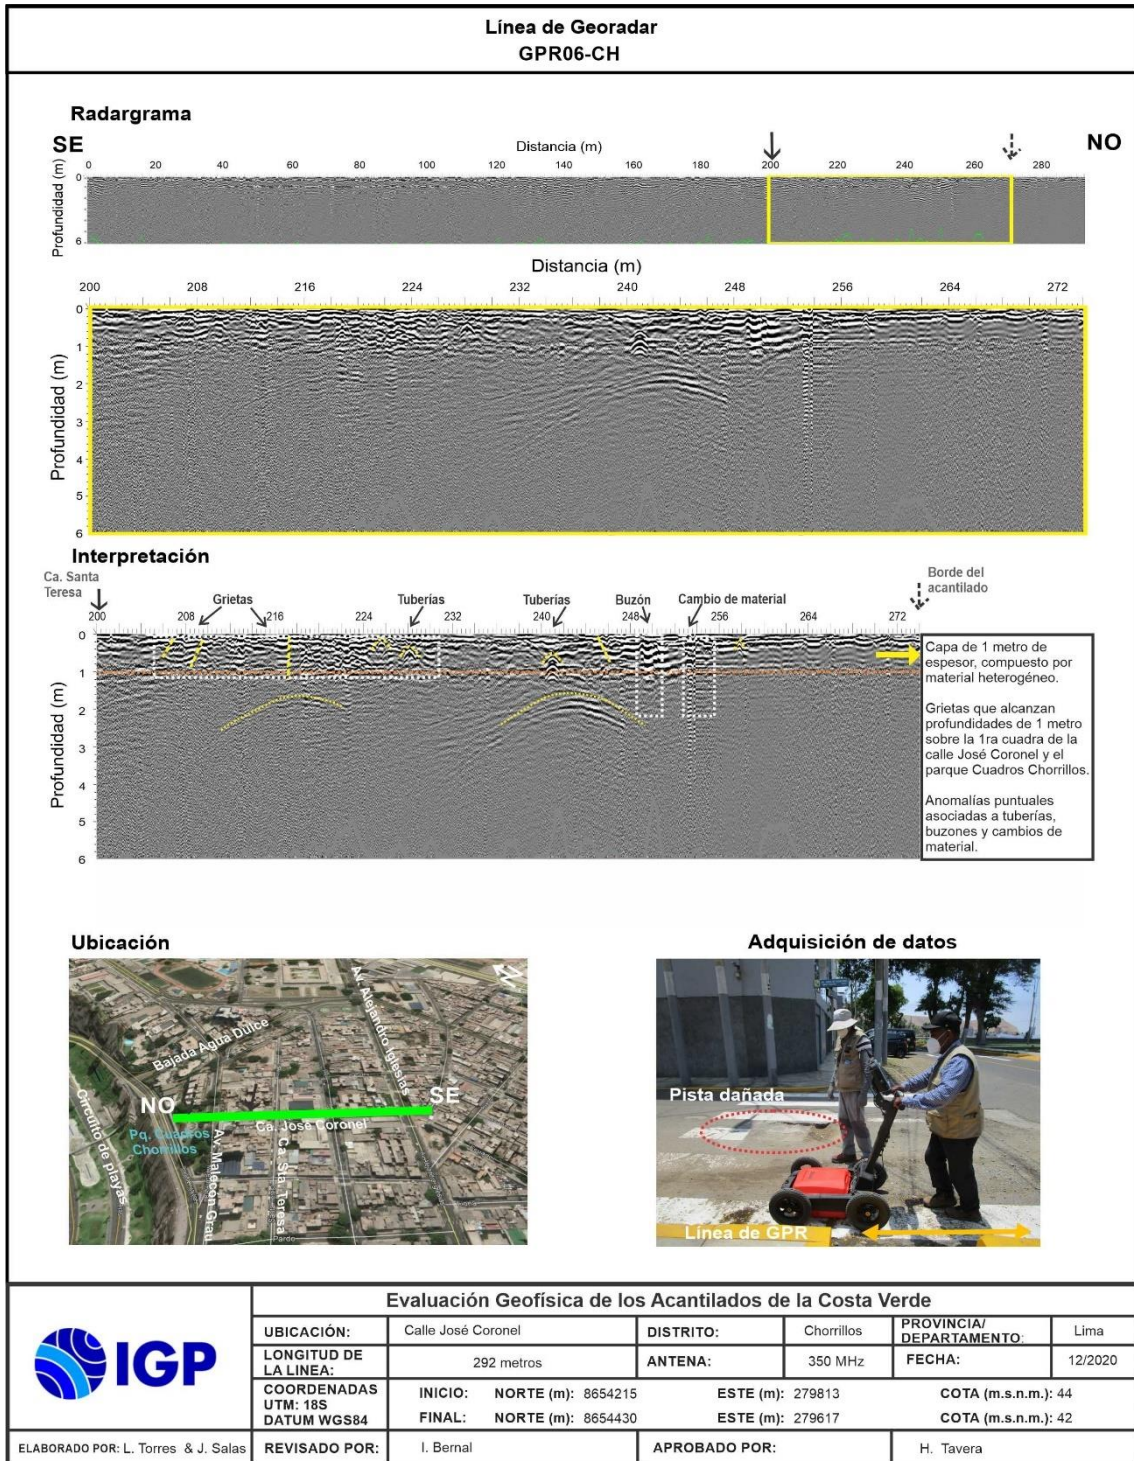 Línea de Georadar
GPR06-CH
Radargrama
SE
NO
Distancia (m)
0 20 40 60 80 100 120 140 160 180 200 220 240 260 280
Profundidad (m)
0
6
Distancia (m)
200 208 216 224 232 240 248 256 264 272
Profundidad (m)
0
1
2
3
4
5
6
Interpretación
Ca. Santa
Teresa
Grietas
Tuberías
Tuberías
Buzón
Cambio de material
Borde del
acantilado
200 208 216 224 232 240 248 256 264 272
Profundidad (m)
0
1
2
3
4
5
6
Capa de 1 metro de
espesor, compuesto por
material heterogéneo.
Grietas que alcanzan
profundidades de 1 metro
sobre la 1ra cuadra de la
calle José Coronel y el
parque Cuadros Chorrillos.
Anomalías puntuales
asociadas a tuberías,
buzones y cambios de
material.
Ubicación
Av. Alejandro Iglesias
Bajada Agua Dulce
NO
SE
Ca. José Coronel
Circuito de playas
Pq. Cuadros
Chorrillos
Av. Malecón Grau
Ca. Sta. Teresa
Pardo
Adquisición de datos
Pista dañada
Línea de GPR
IGP
Evaluación Geofísica de los Acantilados de la Costa Verde
UBICACIÓN: Calle José Coronel DISTRITO: Chorrillos PROVINCIA/ DEPARTAMENTO: Lima
LONGITUD DE LA LINEA: 292 metros ANTENA: 350 MHz FECHA: 12/2020
COORDENADAS
UTM: 18S
DATUM WGS84
INICIO: NORTE (m): 8654215 ESTE (m): 279813 COTA (m.s.n.m.): 44
FINAL: NORTE (m): 8654430 ESTE (m): 279617 COTA (m.s.n.m.): 42
ELABORADO POR: L. Torres & J. Salas REVISADO POR: I. Bernal APROBADO POR: H. Tavera